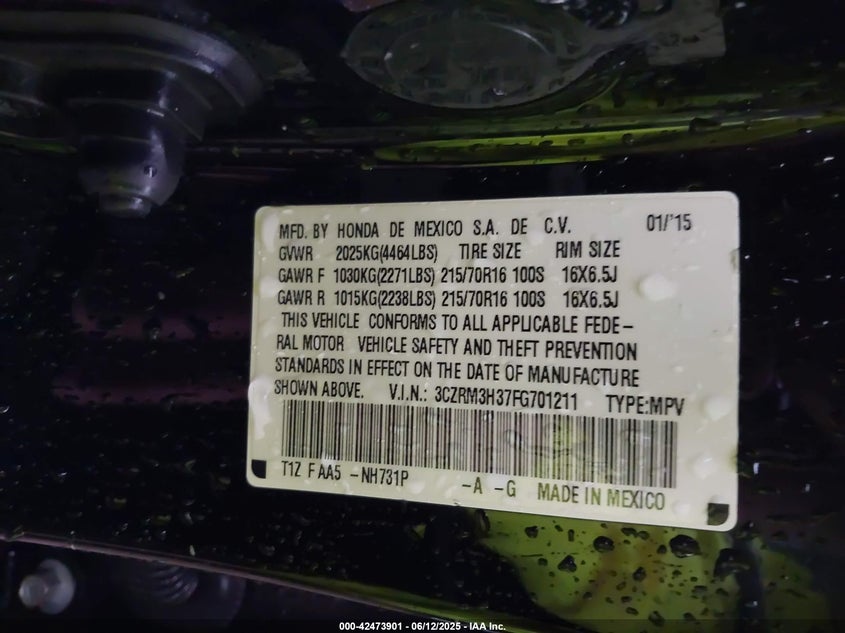 MFD. BY HONDA DE MEXICO S.A. DE C.V. 01/'15
GVWR 2025KG(4464LBS) TIRE SIZE RIM SIZE
GAWR F 1030KG(2271LBS) 215/70R16 100S 16X6.5J
GAWR R 1015KG(2238LBS) 215/70R16 100S 16X6.5J
THIS VEHICLE CONFORMS TO ALL APPLICABLE FEDE-
RAL MOTOR VEHICLE SAFETY AND THEFT PREVENTION
STANDARDS IN EFFECT ON THE DATE OF MANUFACTURE
SHOWN ABOVE. V.I.N.: 3CZRM3H37FG701211 TYPE:MPV
T1Z F AA5 -NH731P -A -G MADE IN MEXICO
000-42473901 - 06/12/2025 - IAA Inc.